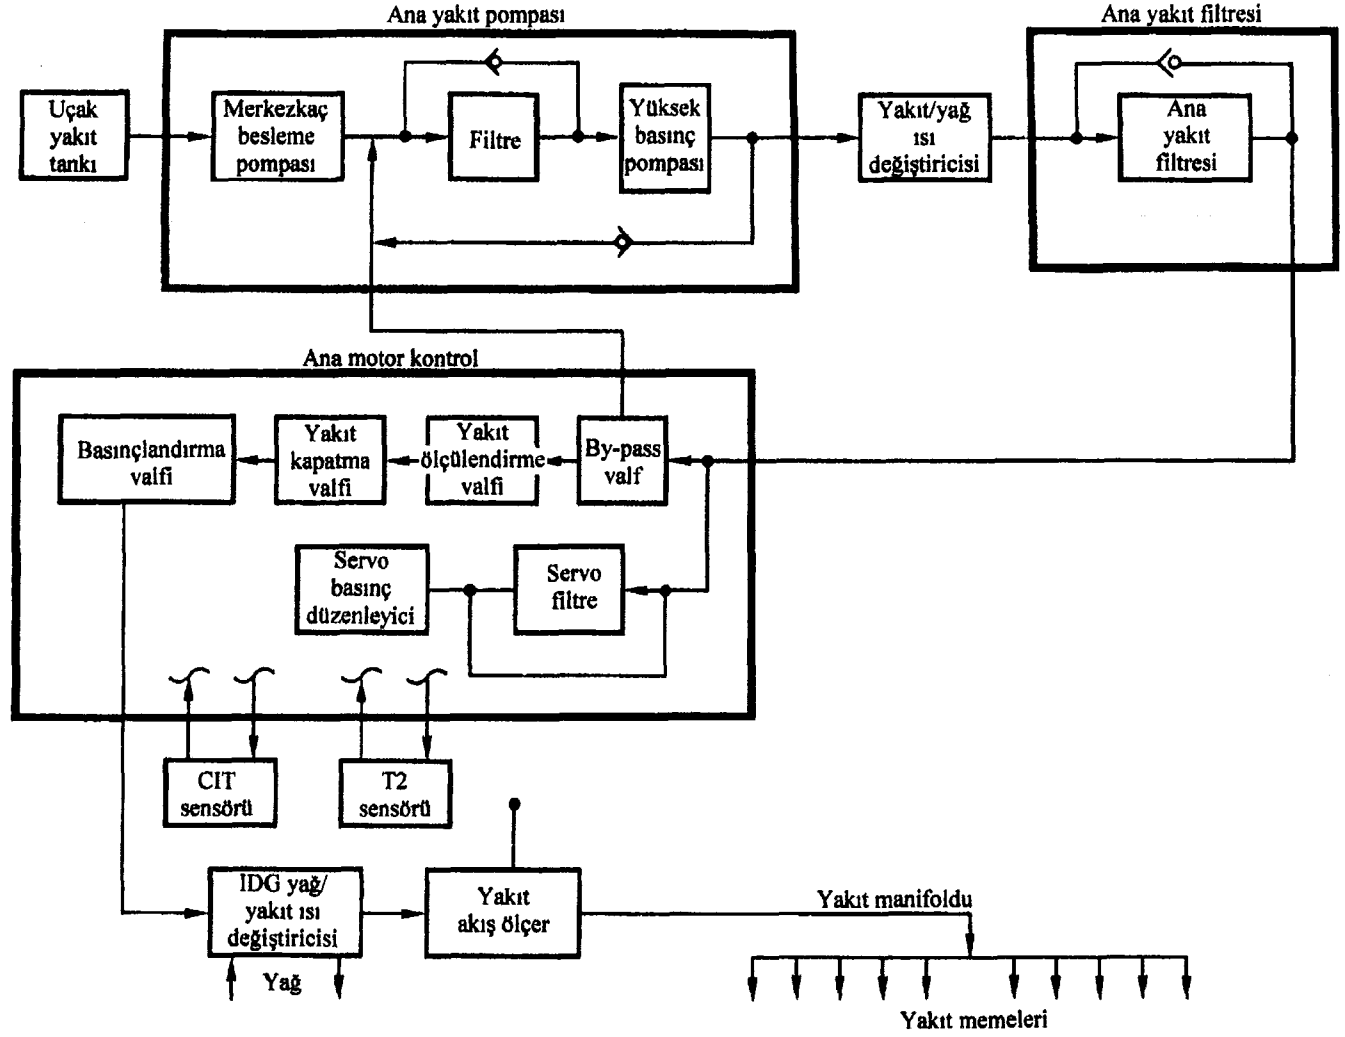 Ana yakıt pompası
Ana yakıt filtresi
Uçak
yakıt
tankı
Merkezkaç
besleme
pompası
Filtre
Yüksek
basınç
pompası
Yakıt/yağ
ısı
değiştiricisi
Ana
yakıt
filtresi
Ana motor kontrol
Basınçlandırma
valfi
Yakıt
kapatma
valfi
Yakıt
ölçülendirme
valfi
By-pass
valf
Servo
basınç
düzenleyici
Servo
filtre
CIT
sensörü
T2
sensörü
IDG yağ/
yakıt ısı
değiştiricisi
Yağ
Yakıt
akış ölçer
Yakıt manifoldu
Yakıt memeleri